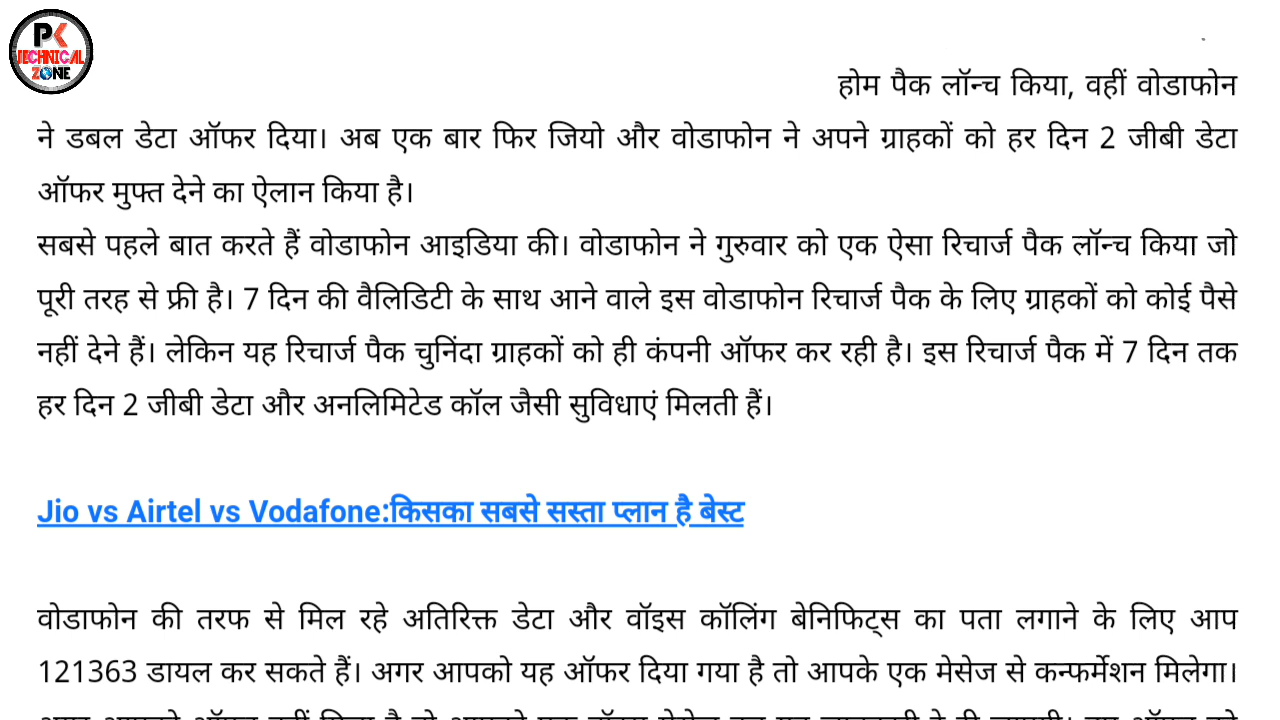 PK
TECHNICAL
ZONE
होम पैक लॉन्च किया, वहीं वोडाफोन
ने डबल डेटा ऑफर दिया। अब एक बार फिर जियो और वोडाफोन ने अपने ग्राहकों को हर दिन 2 जीबी डेटा
ऑफर मुफ्त देने का ऐलान किया है।
सबसे पहले बात करते हैं वोडाफोन आइडिया की। वोडाफोन ने गुरुवार को एक ऐसा रिचार्ज पैक लॉन्च किया जो
पूरी तरह से फ्री है। 7 दिन की वैलिडिटी के साथ आने वाले इस वोडाफोन रिचार्ज पैक के लिए ग्राहकों को कोई पैसे
नहीं देने हैं। लेकिन यह रिचार्ज पैक चुनिंदा ग्राहकों को ही कंपनी ऑफर कर रही है। इस रिचार्ज पैक में 7 दिन तक
हर दिन 2 जीबी डेटा और अनलिमिटेड कॉल जैसी सुविधाएं मिलती हैं।
Jio vs Airtel vs Vodafone:किसका सबसे सस्ता प्लान है बेस्ट
वोडाफोन की तरफ से मिल रहे अतिरिक्त डेटा और वॉइस कॉलिंग बेनिफिट्स का पता लगाने के लिए आप
121363 डायल कर सकते हैं। अगर आपको यह ऑफर दिया गया है तो आपके एक मेसेज से कन्फर्मेशन मिलेगा।